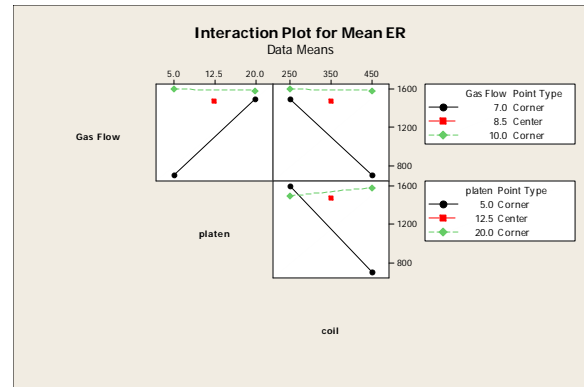 Interaction Plot for Mean ER
Data Means
5.0 12.5 20.0 250 350 450
Gas Flow
1600
1200
800
Gas Flow Point Type
7.0 Corner
8.5 Center
10.0 Corner
platen
1600
1200
800
platen Point Type
5.0 Corner
12.5 Center
20.0 Corner
coil